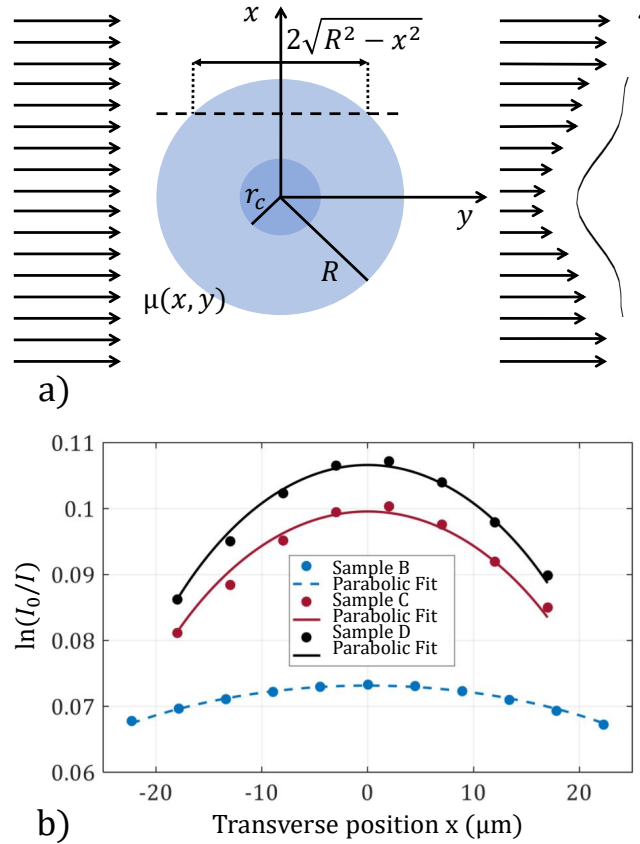 x
2√R² − x²
r_c
y
R
μ(x, y)
a)
0.11
0.1
0.09
0.08
0.07
0.06
ln(I₀/I)
Sample B
Parabolic Fit
Sample C
Parabolic Fit
Sample D
Parabolic Fit
-20
-10
0
10
20
Transverse position x (μm)
b)